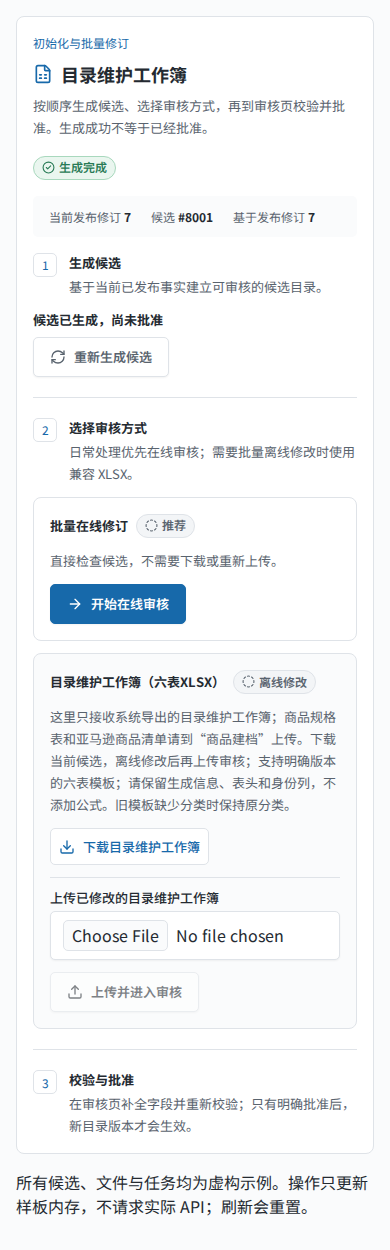 初始化与批量修订
目录维护工作簿
按顺序生成候选、选择审核方式，再到审核页校验并批
准。生成成功不等于已经批准。
生成完成
当前发布修订 7 候选 #8001 基于发布修订 7
1 生成候选
基于当前已发布事实建立可审核的候选目录。
候选已生成，尚未批准
重新生成候选
2 选择审核方式
日常处理优先在线审核；需要批量离线修改时使用
兼容 XLSX。
批量在线修订 推荐
直接检查候选，不需要下载或重新上传。
开始在线审核
目录维护工作簿（六表XLSX） 离线修改
这里只接收系统导出的目录维护工作簿；商品规格
表和亚马逊商品清单请到“商品建档”上传。下载
当前候选，离线修改后再上传审核；支持明确版本
的六表模板；请保留生成信息、表头和身份列，不
添加公式。旧模板缺少分类时保持原分类。
下载目录维护工作簿
上传已修改的目录维护工作簿
Choose File No file chosen
上传并进入审核
3 校验与批准
在审核页补全字段并重新校验；只有明确批准后，
新目录版本才会生效。
所有候选、文件与任务均为虚构示例。操作只更新
样板内存，不请求实际 API；刷新会重置。